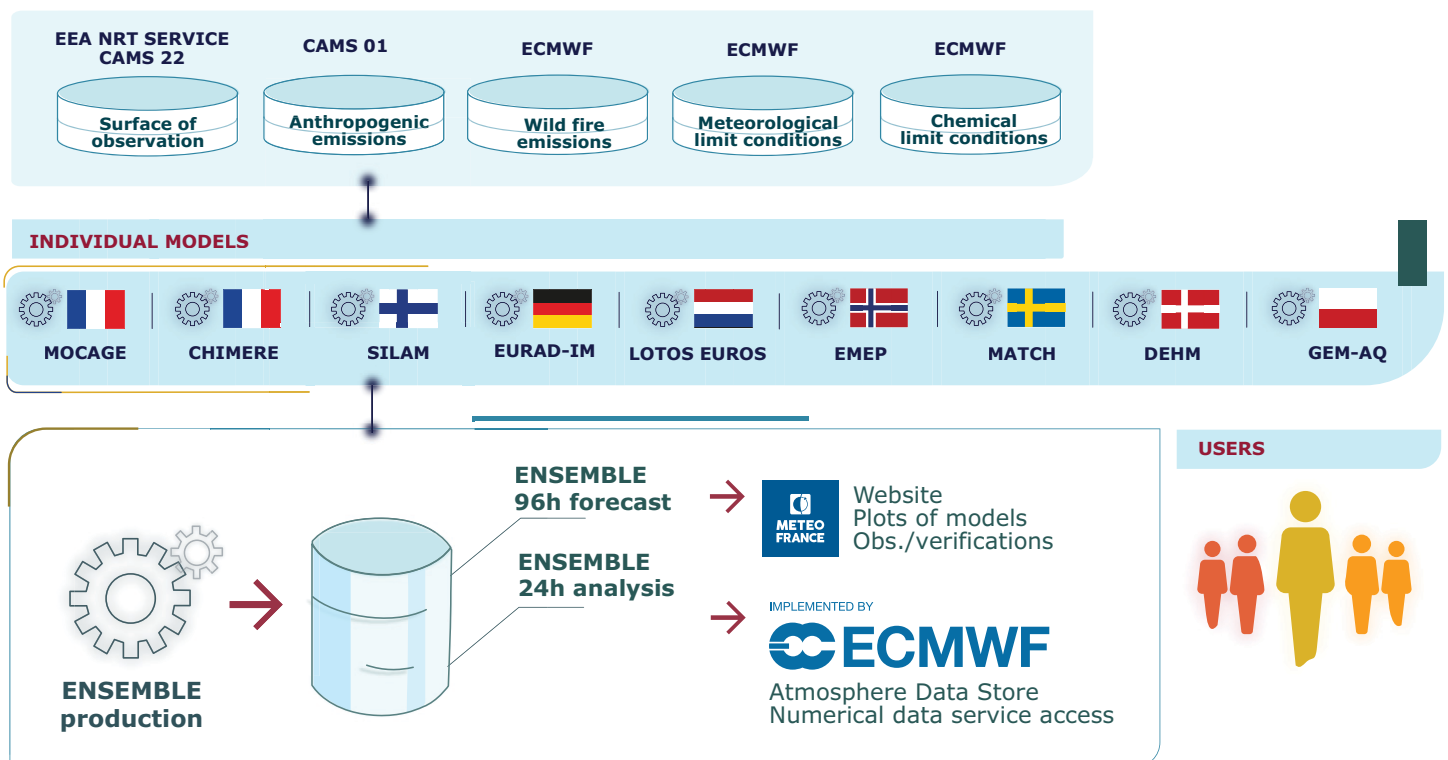 EEA NRT SERVICE
CAMS 22
CAMS 01
ECMWF
ECMWF
ECMWF
Surface of
observation
Anthropogenic
emissions
Wild fire
emissions
Meteorological
limit conditions
Chemical
limit conditions
INDIVIDUAL MODELS
MOCAGE
CHIMERE
SILAM
EURAD-IM
LOTOS EUROS
EMEP
MATCH
DEHM
GEM-AQ
ENSEMBLE
production
ENSEMBLE
96h forecast
ENSEMBLE
24h analysis
METEO
FRANCE
Website
Plots of models
Obs./verifications
IMPLEMENTED BY
ECMWF
Atmosphere Data Store
Numerical data service access
USERS